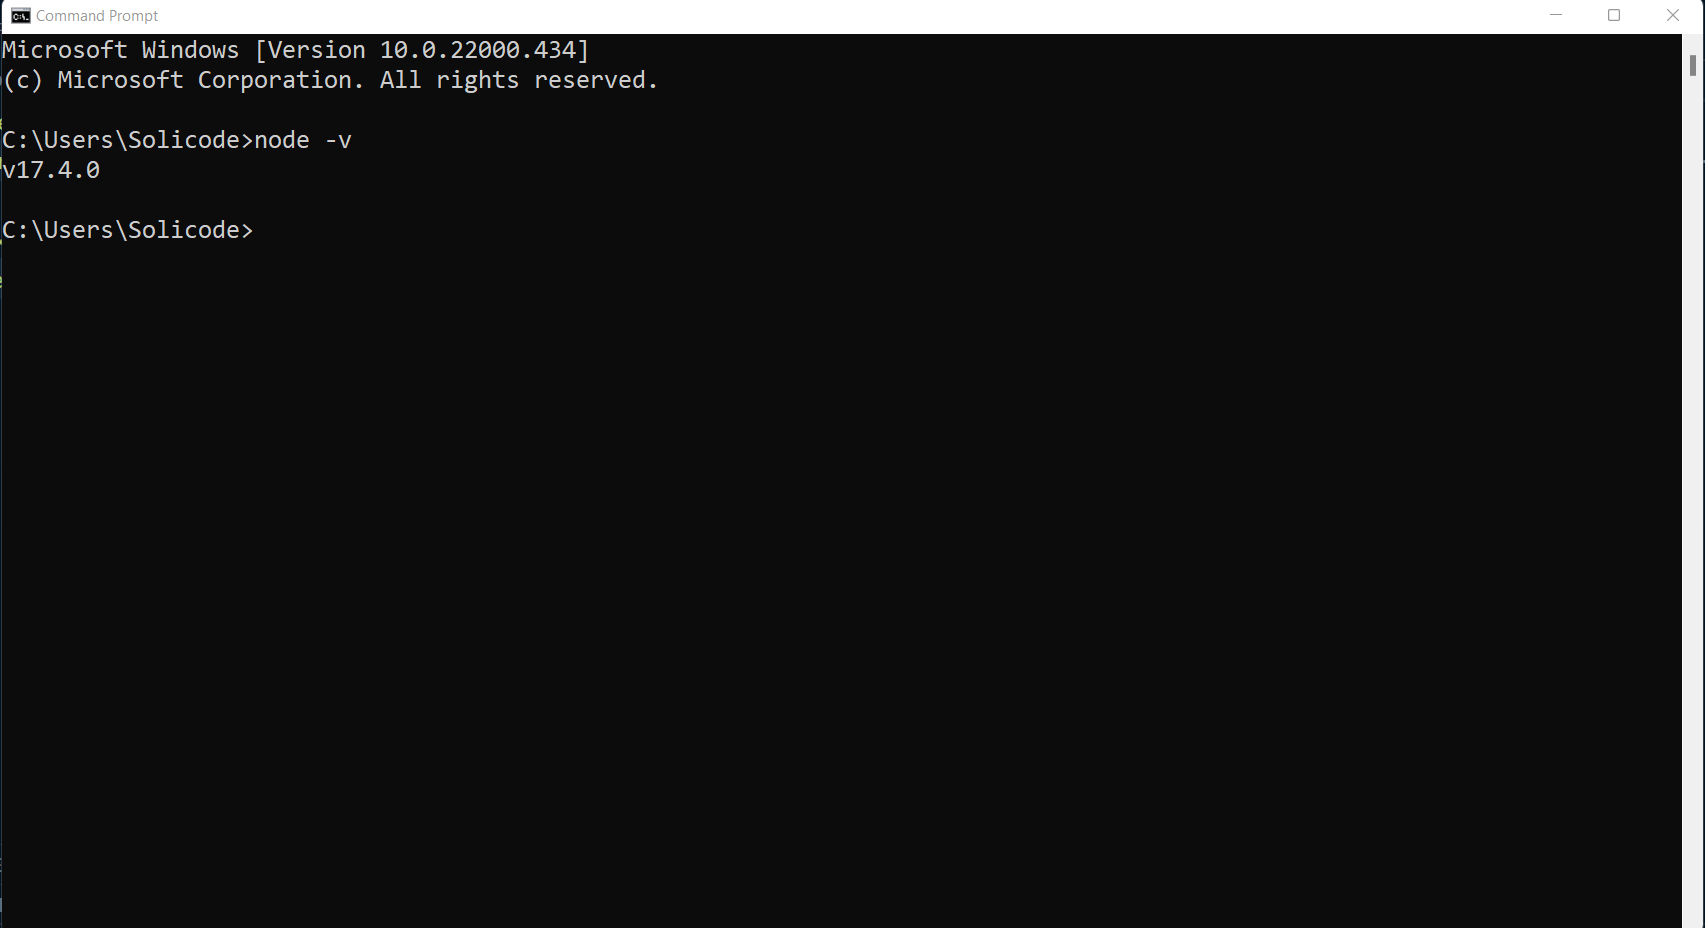 Command Prompt
Microsoft Windows [Version 10.0.22000.434]
(c) Microsoft Corporation. All rights reserved.
C:\Users\Solicode>node -v
v17.4.0
C:\Users\Solicode>